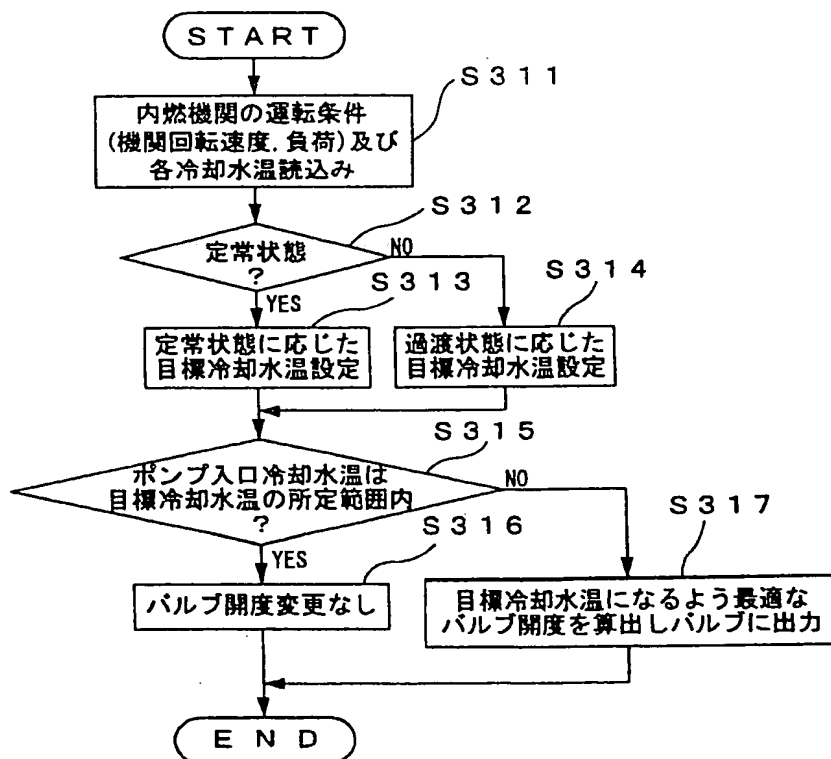 START
S311
内燃機関の運転条件
(機関回転速度,負荷)及び
各冷却水温読込み
S312
定常状態
?
NO
YES
S313
S314
定常状態に応じた
目標冷却水温設定
過渡状態に応じた
目標冷却水温設定
S315
ポンプ入口冷却水温は
目標冷却水温の所定範囲内
?
NO
YES
S316
S317
バルブ開度変更なし
目標冷却水温になるよう最適な
バルブ開度を算出しバルブに出力
END